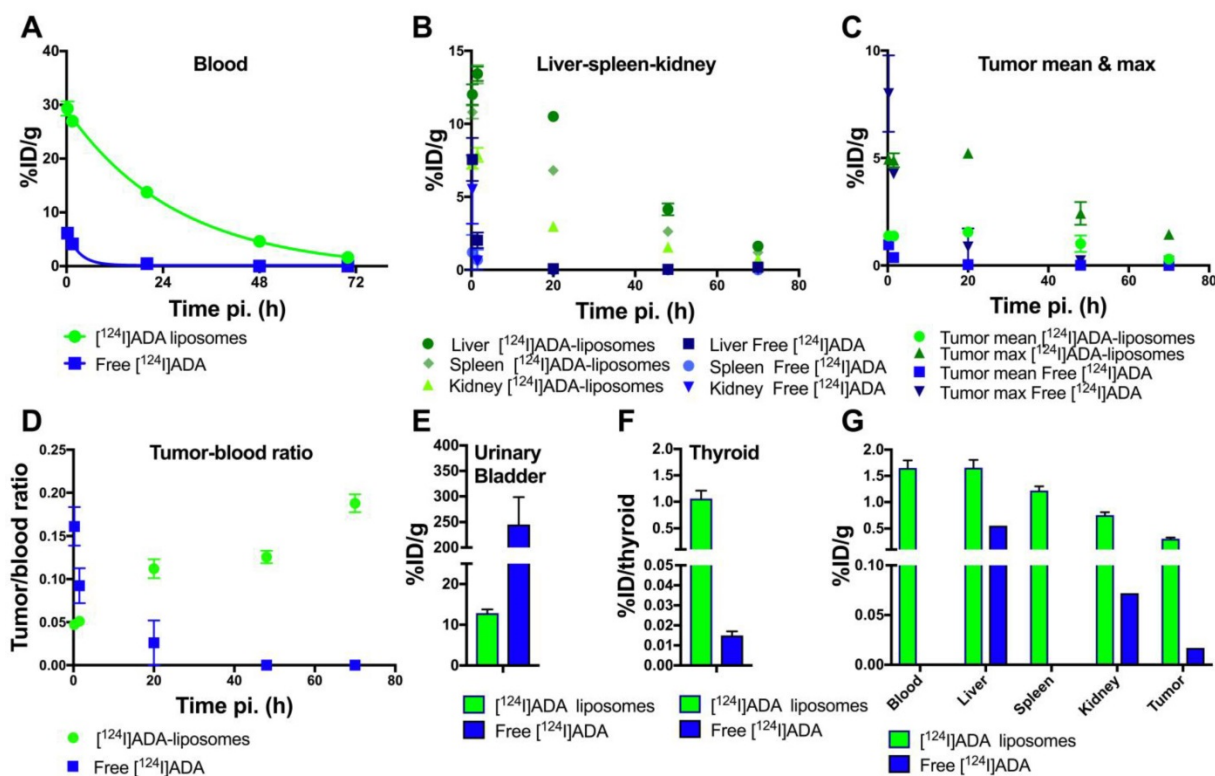 A
Blood
40
30
20
10
0
%ID/g
0 24 48 72
Time pi. (h)
[¹²⁴I]ADA liposomes
Free [¹²⁴I]ADA
B
Liver-spleen-kidney
15
10
5
0
%ID/g
0 20 40 60 80
Time pi. (h)
Liver [¹²⁴I]ADA-liposomes
Spleen [¹²⁴I]ADA-liposomes
Kidney [¹²⁴I]ADA-liposomes
Liver Free [¹²⁴I]ADA
Spleen Free [¹²⁴I]ADA
Kidney Free [¹²⁴I]ADA
C
Tumor mean & max
10
5
0
%ID/g
0 20 40 60 80
Time pi. (h)
Tumor mean [¹²⁴I]ADA-liposomes
Tumor max [¹²⁴I]ADA-liposomes
Tumor mean Free [¹²⁴I]ADA
Tumor max Free [¹²⁴I]ADA
D
Tumor-blood ratio
0.25
0.20
0.15
0.10
0.05
0.00
Tumor/blood ratio
0 20 40 60 80
Time pi. (h)
[¹²⁴I]ADA-liposomes
Free [¹²⁴I]ADA
E
Urinary
Bladder
400
350
300
250
200
150
20
10
0
%ID/g
[¹²⁴I]ADA liposomes
Free [¹²⁴I]ADA
F
Thyroid
2.0
1.5
1.0
0.5
0.05
0.04
0.03
0.02
0.01
0.00
%ID/thyroid
[¹²⁴I]ADA liposomes
Free [¹²⁴I]ADA
G
2.0
1.5
1.0
0.5
0.10
0.05
0.00
%ID/g
Blood
Liver
Spleen
Kidney
Tumor
[¹²⁴I]ADA liposomes
Free [¹²⁴I]ADA